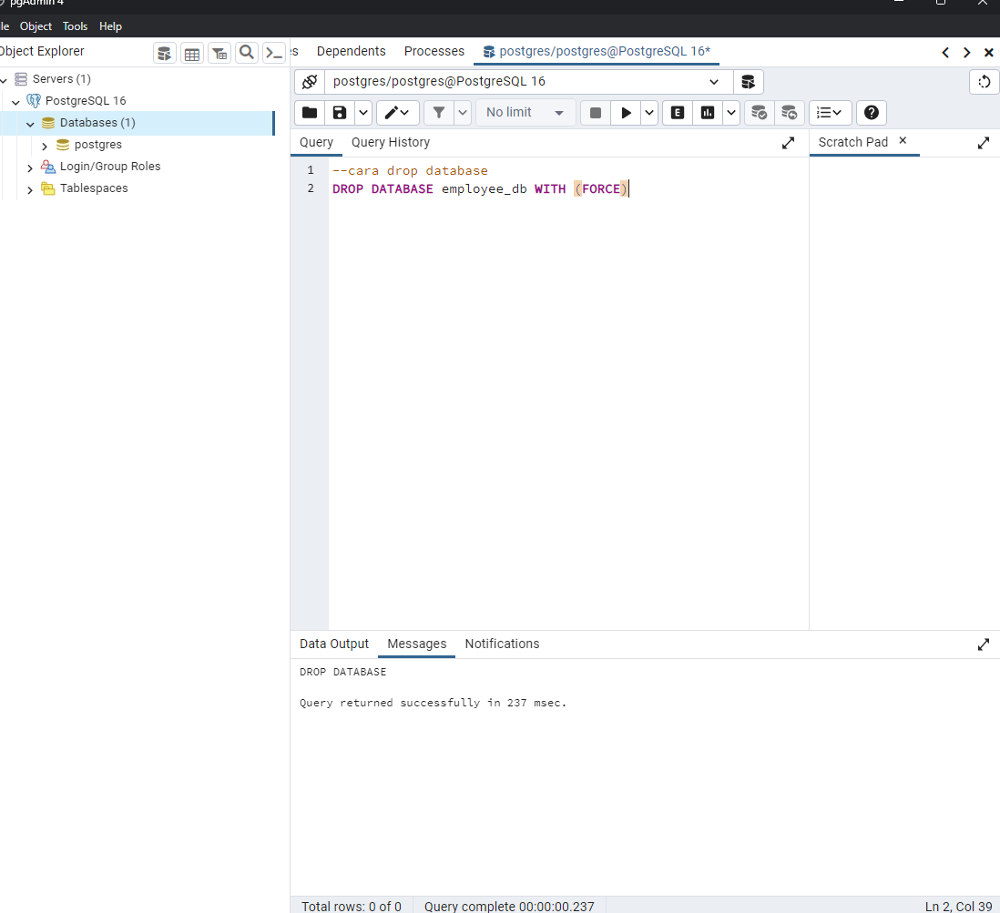 pgAdmin 4
le Object Tools Help
Object Explorer
s Dependents Processes postgres/postgres@PostgreSQL 16*
Servers (1)
PostgreSQL 16
Databases (1)
postgres
Login/Group Roles
Tablespaces
postgres/postgres@PostgreSQL 16
No limit
E
Query Query History
Scratch Pad
1 --cara drop database
2 DROP DATABASE employee_db WITH (FORCE)
Data Output Messages Notifications
DROP DATABASE
Query returned successfully in 237 msec.
Total rows: 0 of 0 Query complete 00:00:00.237 Ln 2, Col 39